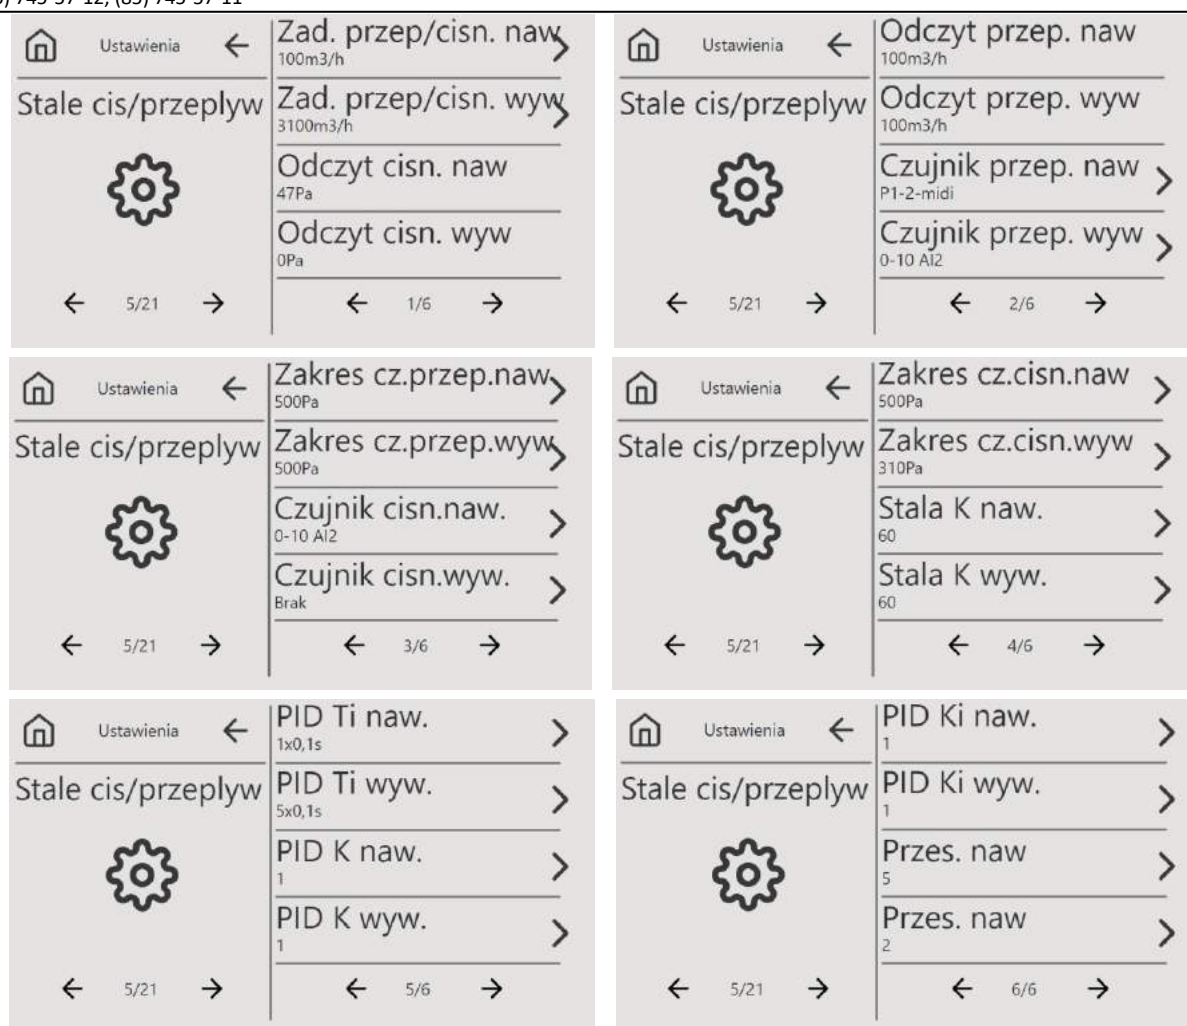 745-57-12, (85) 745-57-11
Ustawienia
Stale cis/przeplyw
5/21
Zad. przep/cisn. naw
100m3/h
Zad. przep/cisn. wyw
3100m3/h
Odczyt cisn. naw
47Pa
Odczyt cisn. wyw
0Pa
1/6
Ustawienia
Stale cis/przeplyw
5/21
Odczyt przep. naw
100m3/h
Odczyt przep. wyw
100m3/h
Czujnik przep. naw
P1-2-midi
Czujnik przep. wyw
0-10 AI2
2/6
Ustawienia
Stale cis/przeplyw
5/21
Zakres cz.przep.naw
500Pa
Zakres cz.przep.wyw
500Pa
Czujnik cisn.naw.
0-10 AI2
Czujnik cisn.wyw.
Brak
3/6
Ustawienia
Stale cis/przeplyw
5/21
Zakres cz.cisn.naw
500Pa
Zakres cz.cisn.wyw
310Pa
Stala K naw.
60
Stala K wyw.
60
4/6
Ustawienia
Stale cis/przeplyw
5/21
PID Ti naw.
1x0,1s
PID Ti wyw.
5x0,1s
PID K naw.
1
PID K wyw.
1
5/6
Ustawienia
Stale cis/przeplyw
5/21
PID Ki naw.
1
PID Ki wyw.
1
Przes. naw
5
Przes. naw
2
6/6